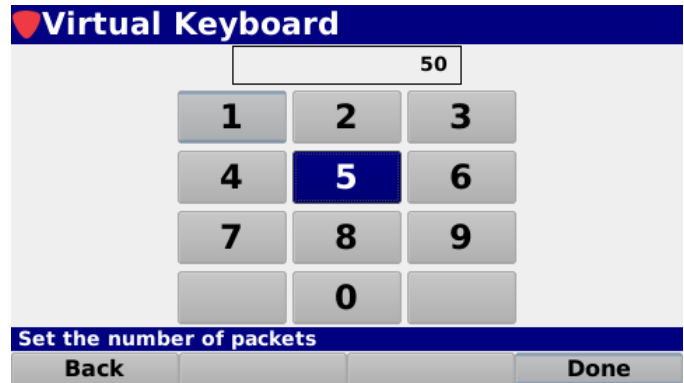 Virtual Keyboard
50
1 2 3
4 5 6
7 8 9
0
Set the number of packets
Back Done